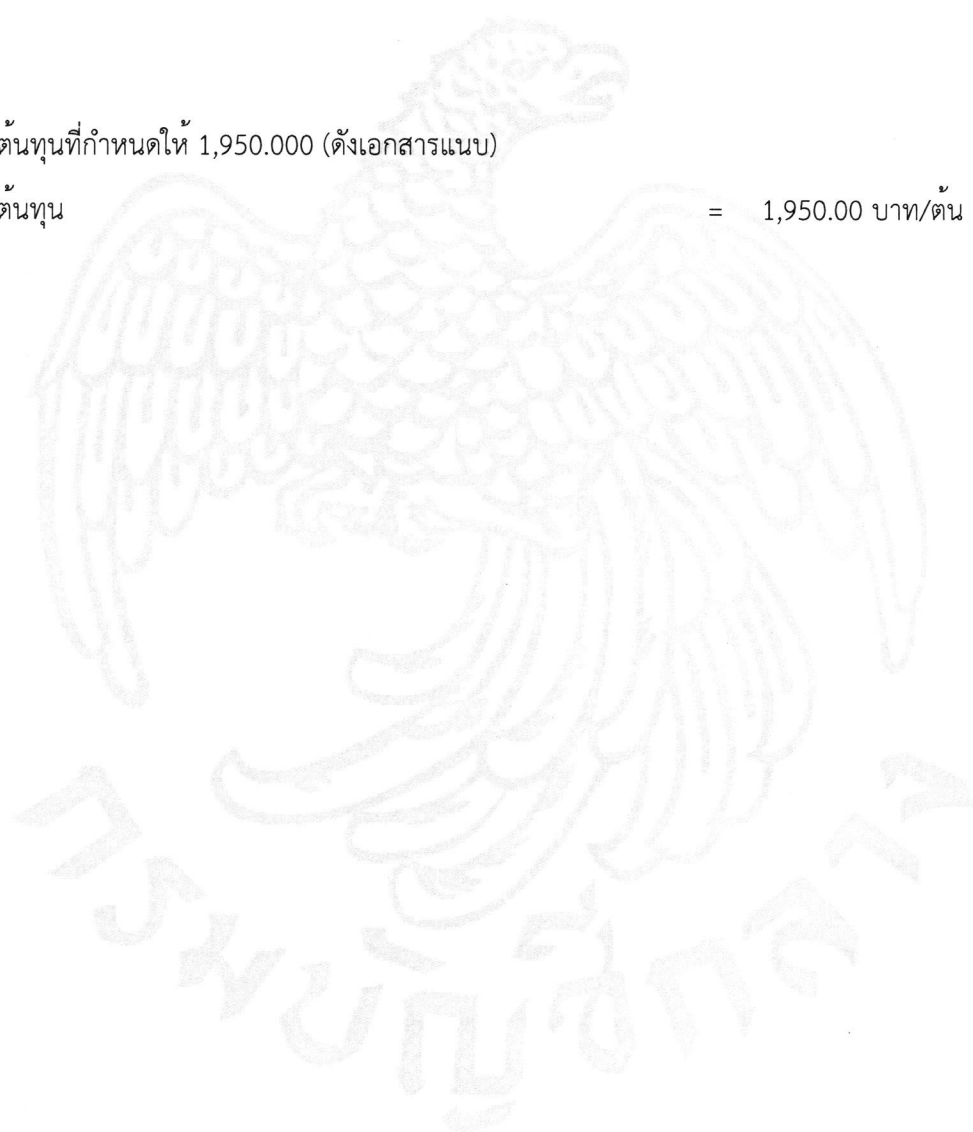 ต้นทุนที่กำหนดให้ 1,950.000 (ดังเอกสารแนบ)
ต้นทุน = 1,950.00 บาท/ต้น
กรมบัญชีกลาง